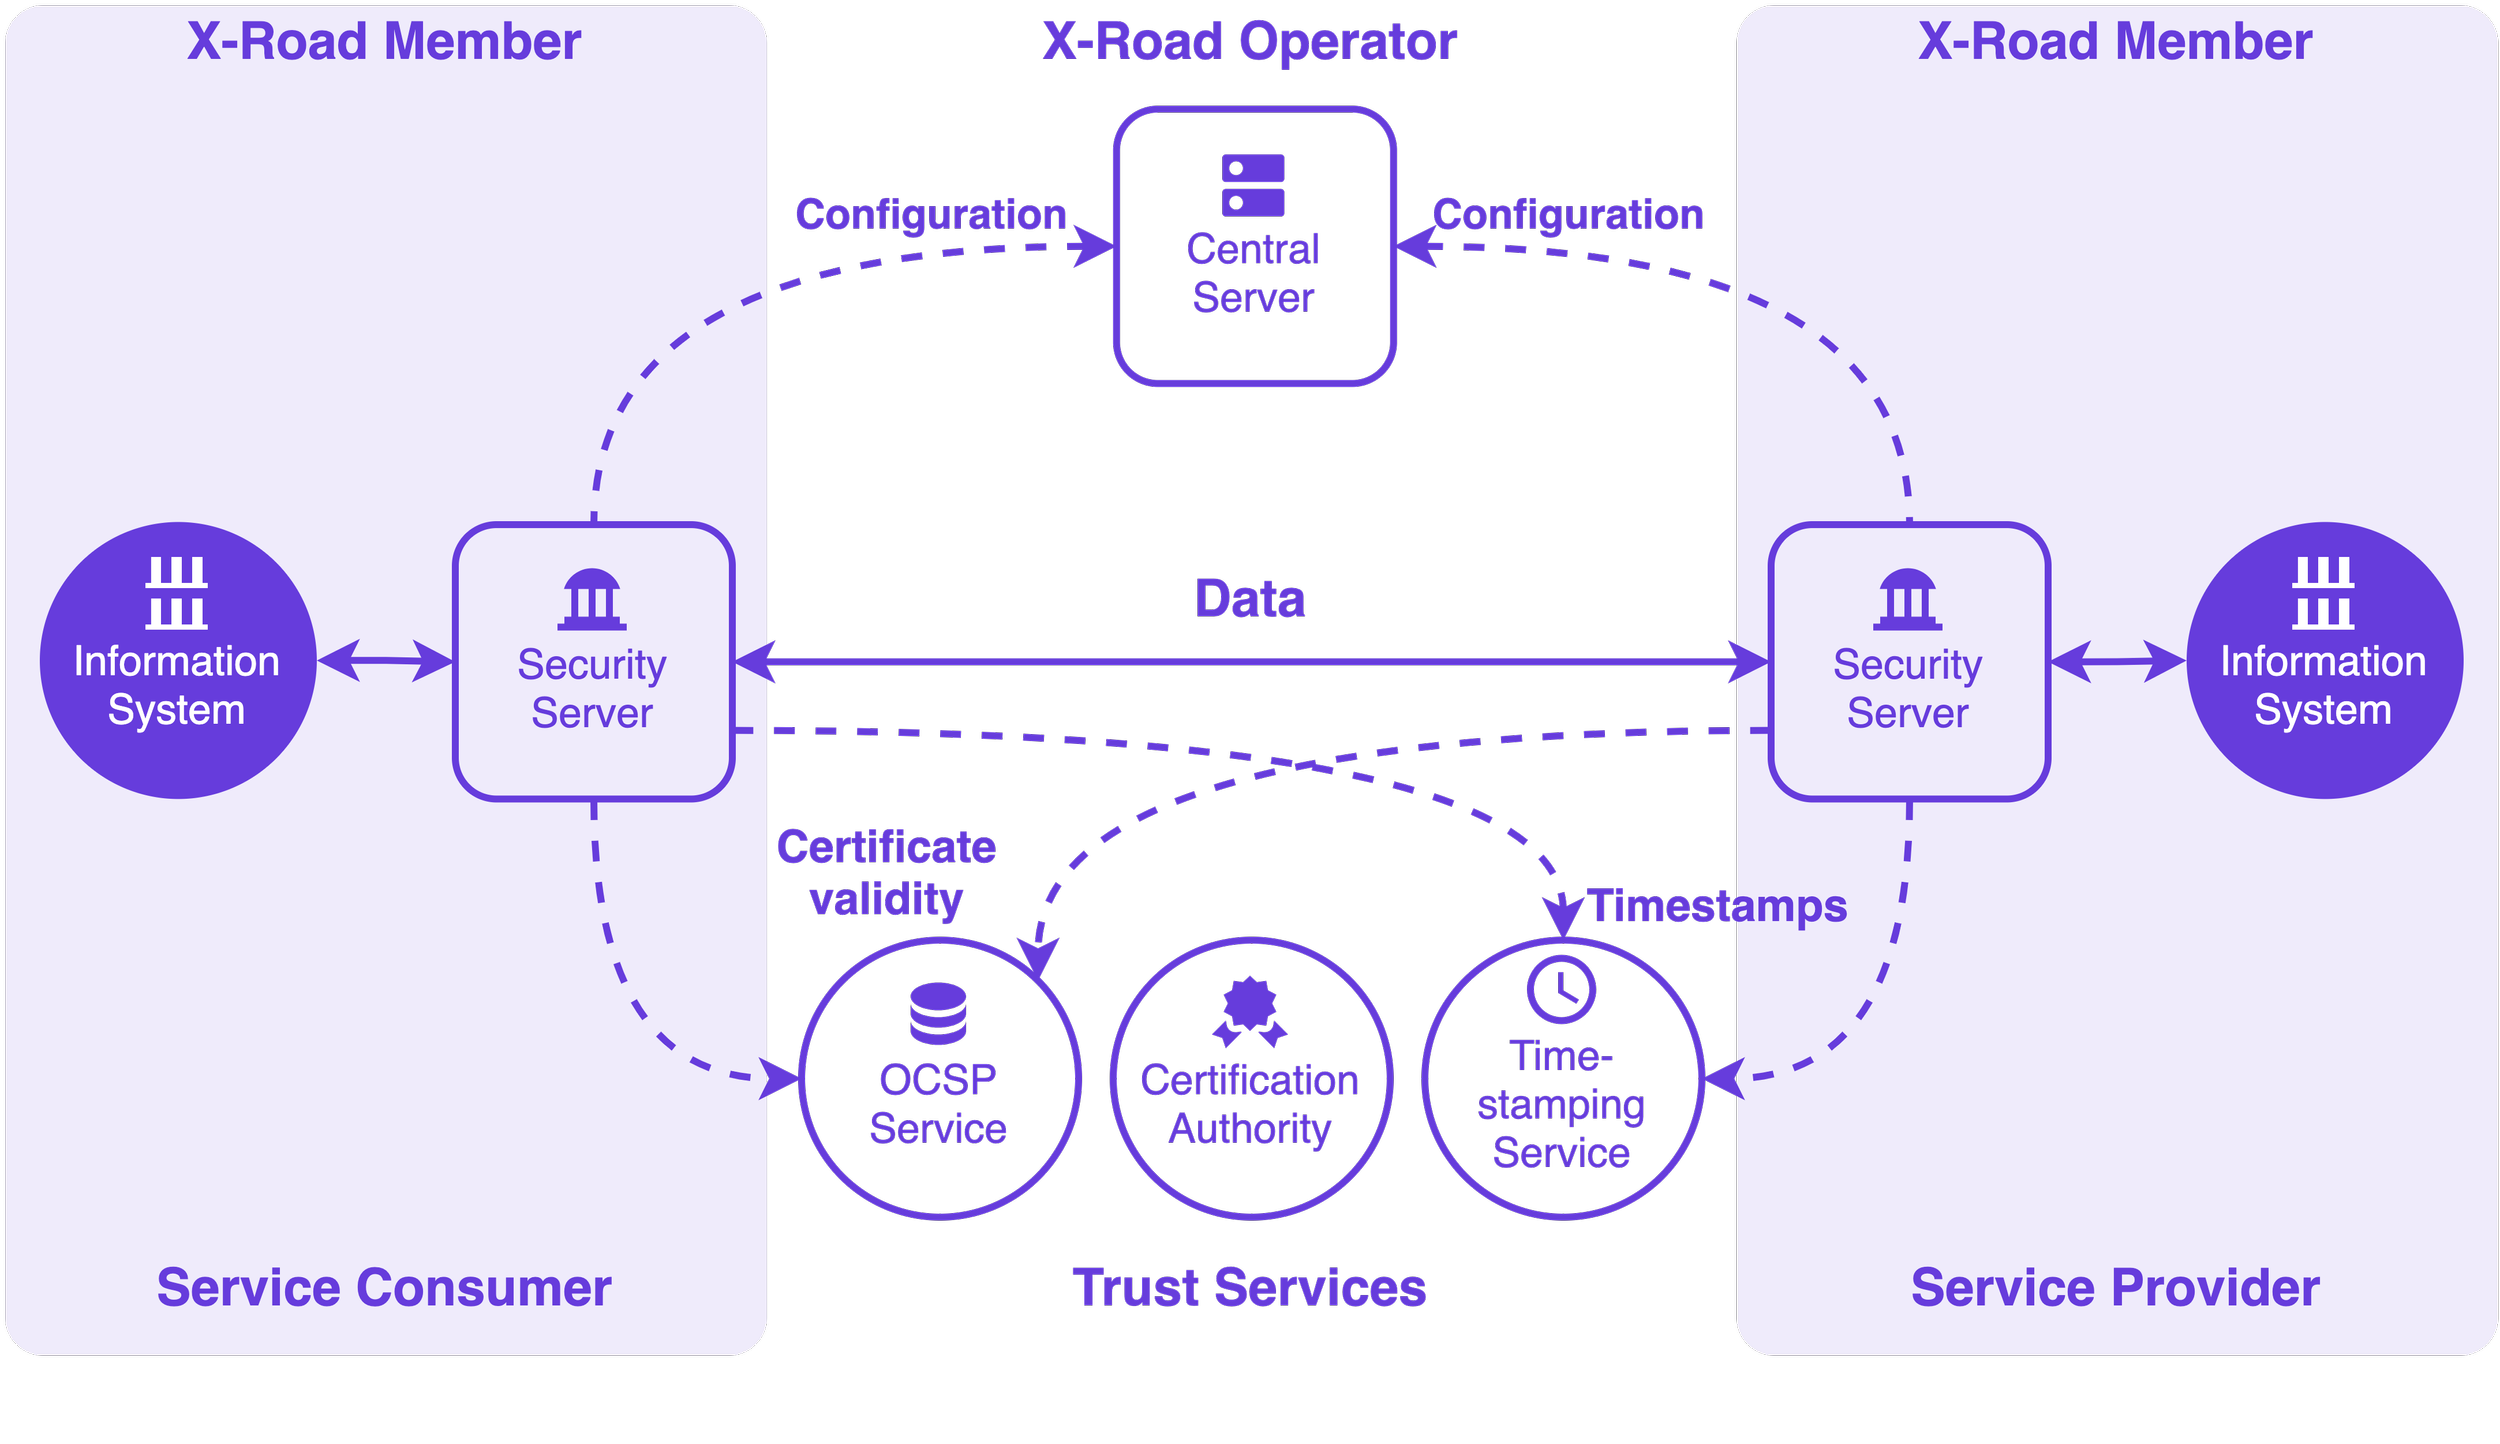 X-Road Member
X-Road Operator
X-Road Member
Configuration
Configuration
Central
Server
Data
Information
System
Security
Server
Security
Server
Information
System
Certificate
validity
Timestamps
OCSP
Service
Certification
Authority
Time-
stamping
Service
Service Consumer
Trust Services
Service Provider